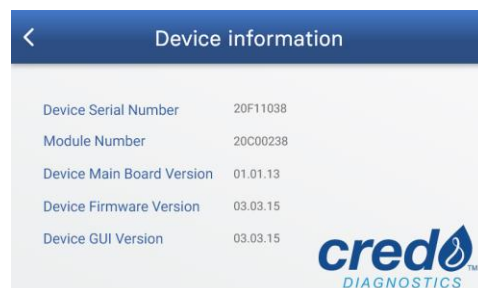 Device information
Device Serial Number 20F11038
Module Number 20C00238
Device Main Board Version 01.01.13
Device Firmware Version 03.03.15
Device GUI Version 03.03.15
credo TM
DIAGNOSTICS